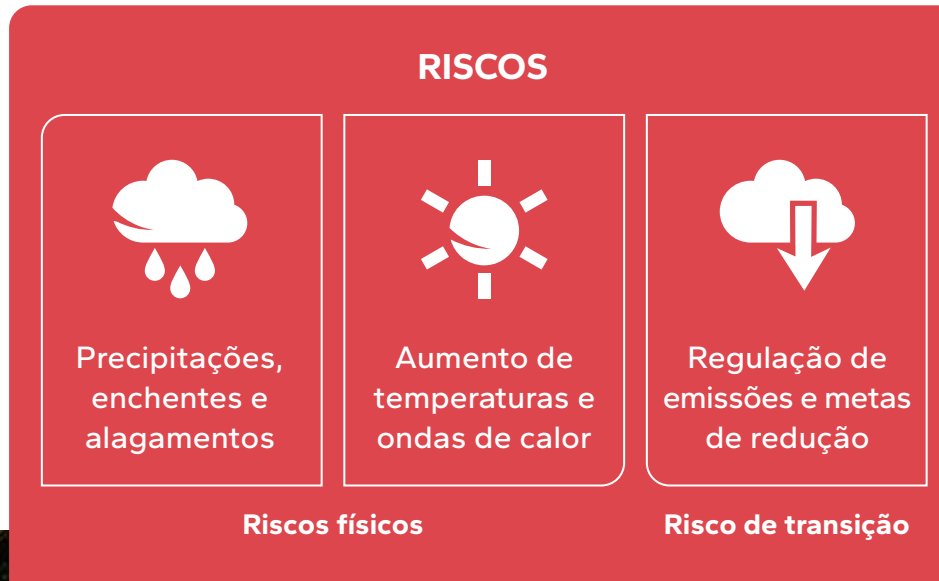 RISCOS
Precipitações,
enchentes e
alagamentos
Aumento de
temperaturas e
ondas de calor
Regulação de
emissões e metas
de redução
Riscos físicos
Risco de transição